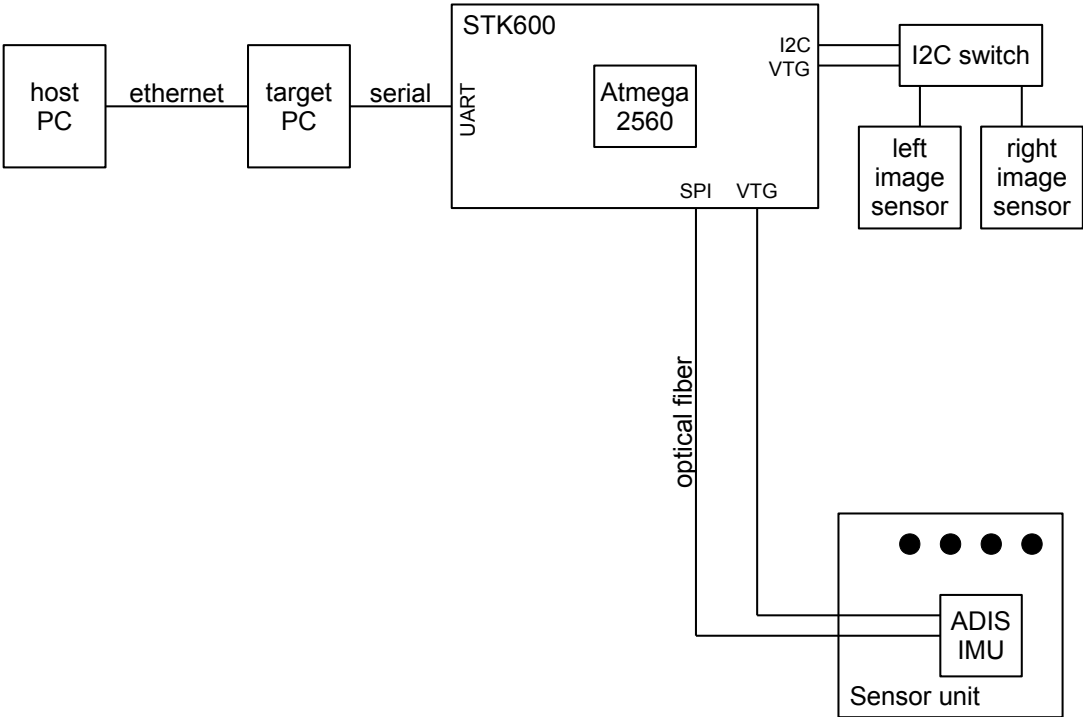 STK600
host
PC
ethernet
target
PC
serial
UART
Atmega
2560
I2C
VTG
I2C switch
left
image
sensor
right
image
sensor
SPI
VTG
optical fiber
ADIS
IMU
Sensor unit